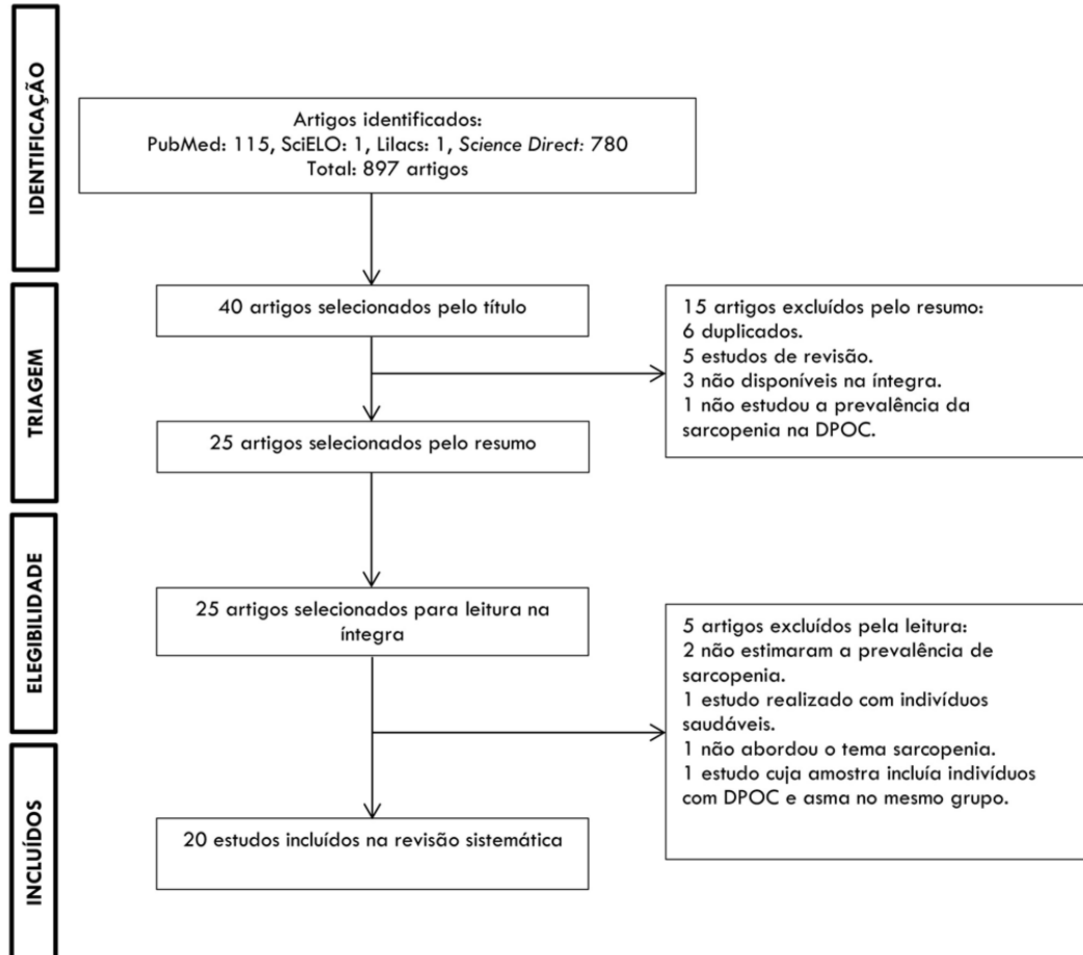 IDENTIFICAÇÃO
Artigos identificados:
PubMed: 115, SciELO: 1, Lilacs: 1, Science Direct: 780
Total: 897 artigos
TRIAGEM
40 artigos selecionados pelo título
15 artigos excluídos pelo resumo:
6 duplicados.
5 estudos de revisão.
3 não disponíveis na íntegra.
1 não estudou a prevalência da
sarcopenia na DPOC.
25 artigos selecionados pelo resumo
ELEGIBILIDADE
25 artigos selecionados para leitura na
íntegra
5 artigos excluídos pela leitura:
2 não estimaram a prevalência de
sarcopenia.
1 estudo realizado com indivíduos
saudáveis.
1 não abordou o tema sarcopenia.
1 estudo cuja amostra incluía indivíduos
com DPOC e asma no mesmo grupo.
INCLUÍDOS
20 estudos incluídos na revisão sistemática